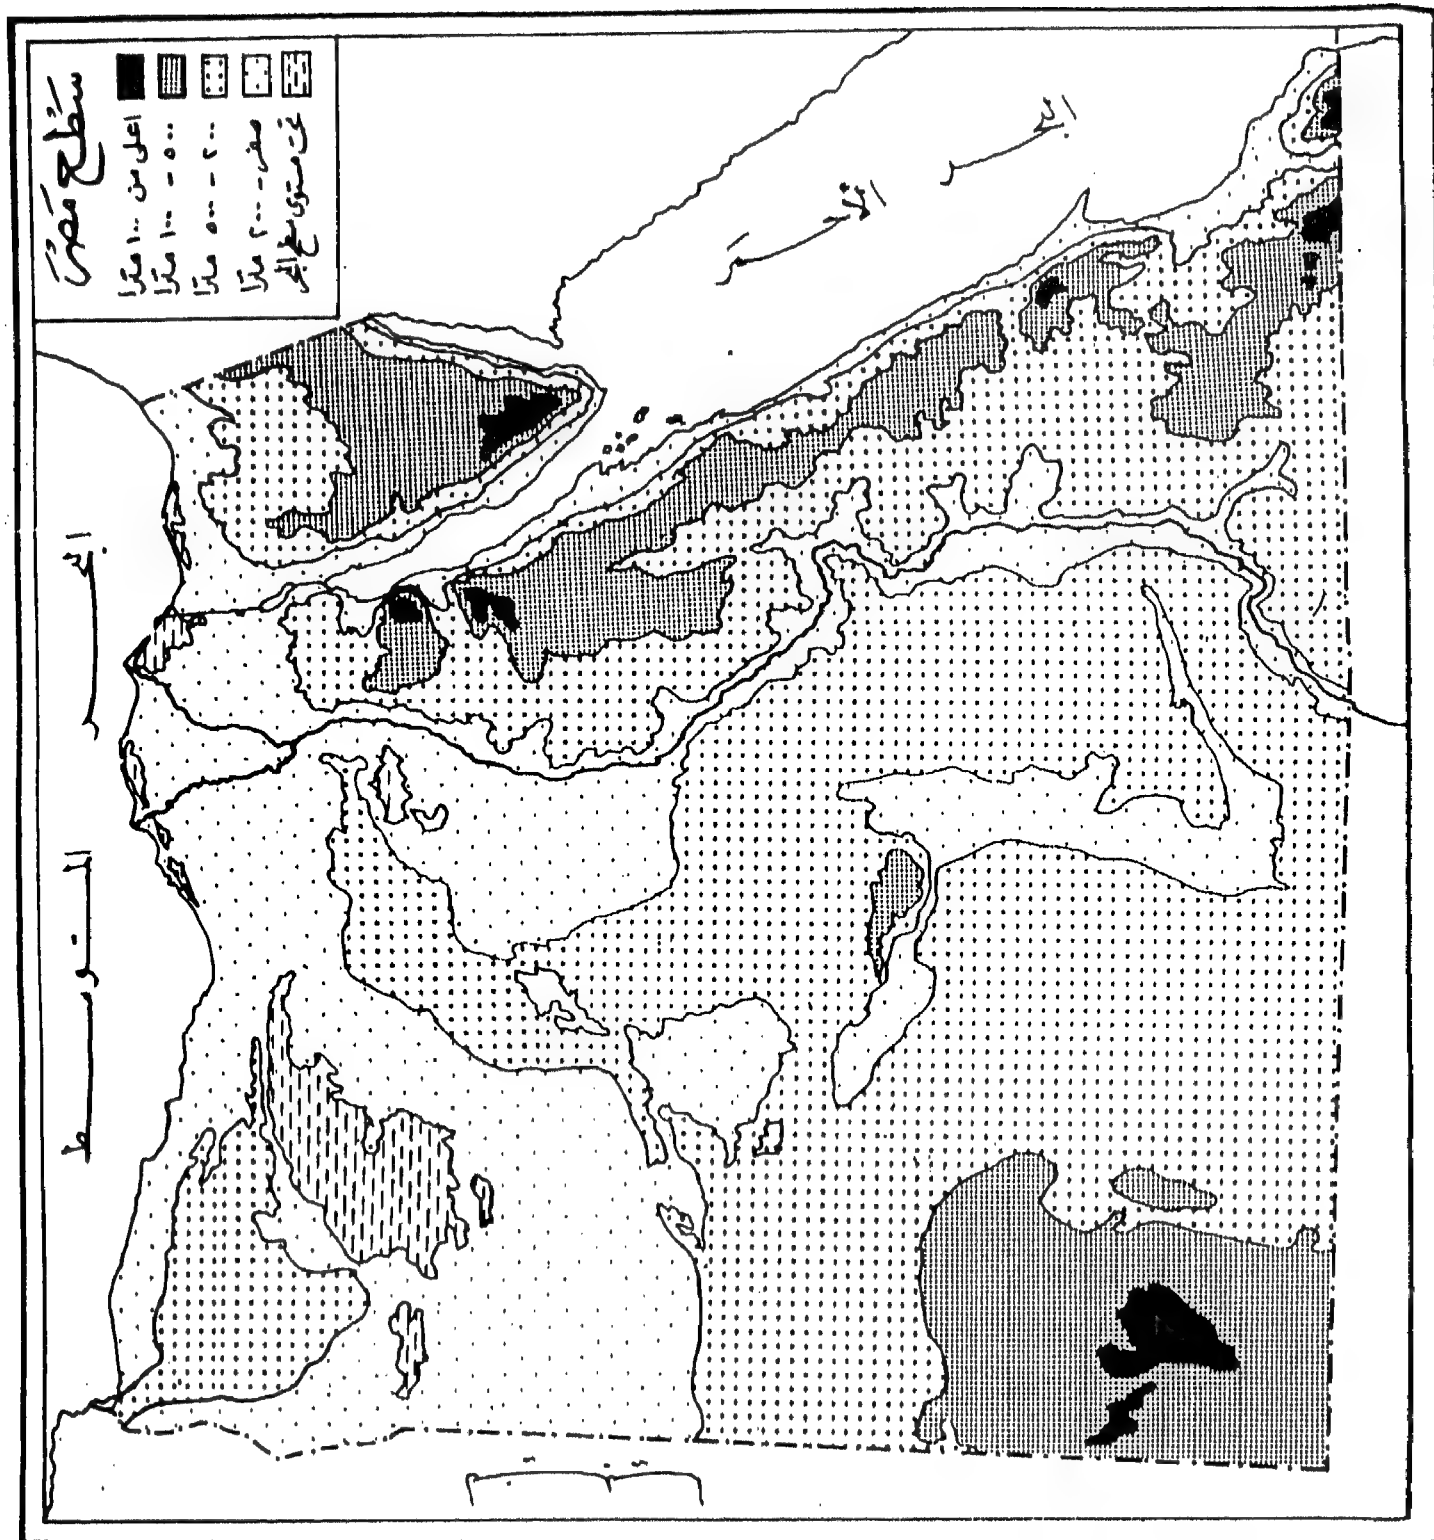 سطح مصر
أعلى من ١٠٠٠ مترا
٥٠٠ - ١٠٠٠ مترا
٢٠٠ - ٥٠٠ مترا
صفر - ٢٠٠ مترا
تحت مستوى سطح البحر
البحر
الأحمر
البحر
المتوسط